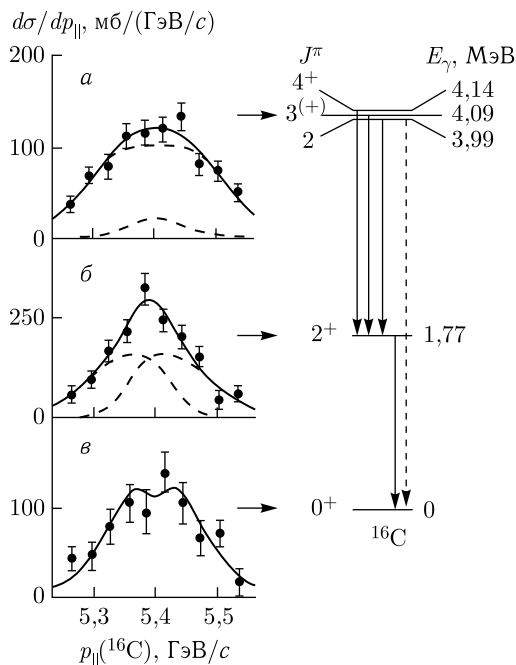 dσ/dp||, мб/(ГэВ/c)
200
а
100
0
б
250
0
в
100
0
5,3 5,4 5,5
p||(¹⁶C), ГэВ/c
Jπ Eγ, МэВ
4+ 4,14
3(+) 4,09
2 3,99
2+ 1,77
0+ 0
¹⁶C